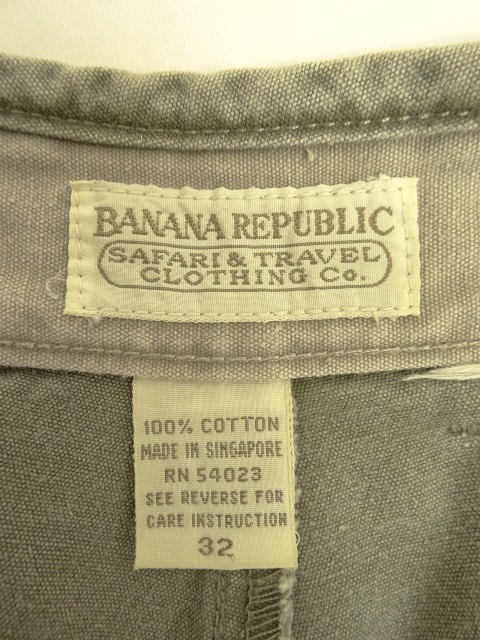 BANANA REPUBLIC
SAFARI & TRAVEL
CLOTHING Co.
100% COTTON
MADE IN SINGAPORE
RN 54023
SEE REVERSE FOR
CARE INSTRUCTION
32